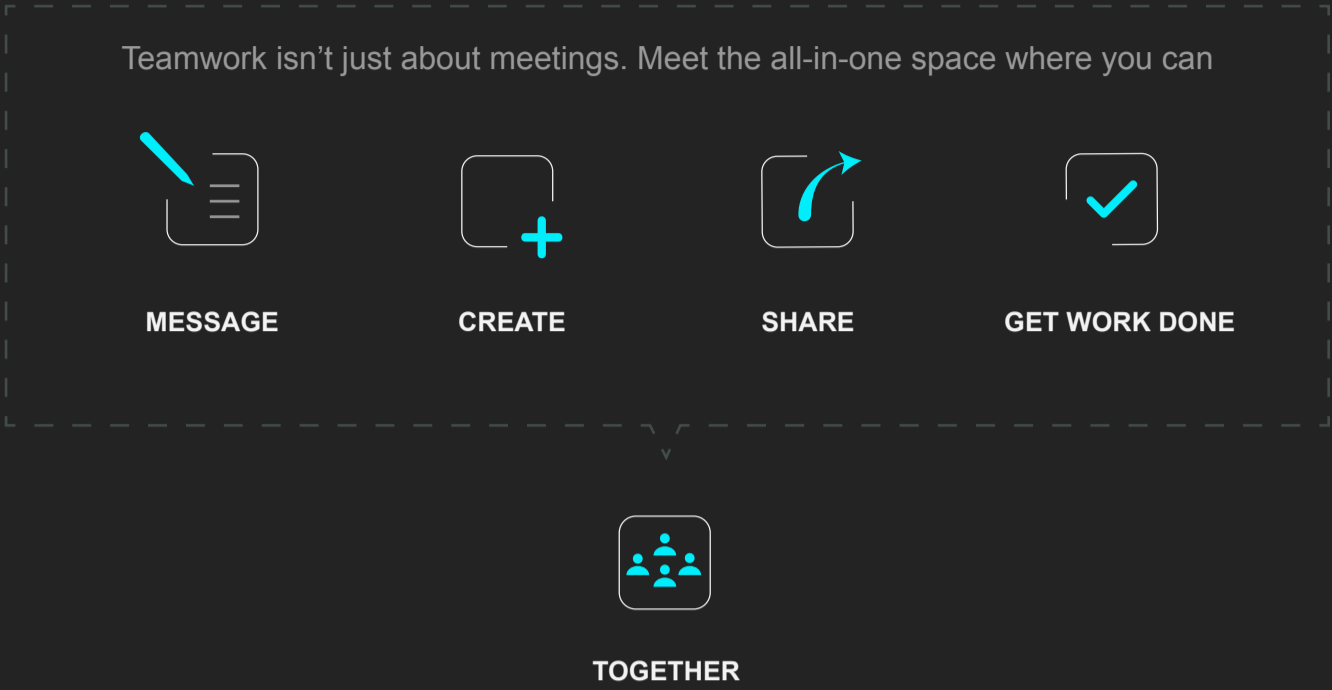 Teamwork isn’t just about meetings. Meet the all-in-one space where you can
MESSAGE
CREATE
SHARE
GET WORK DONE
TOGETHER